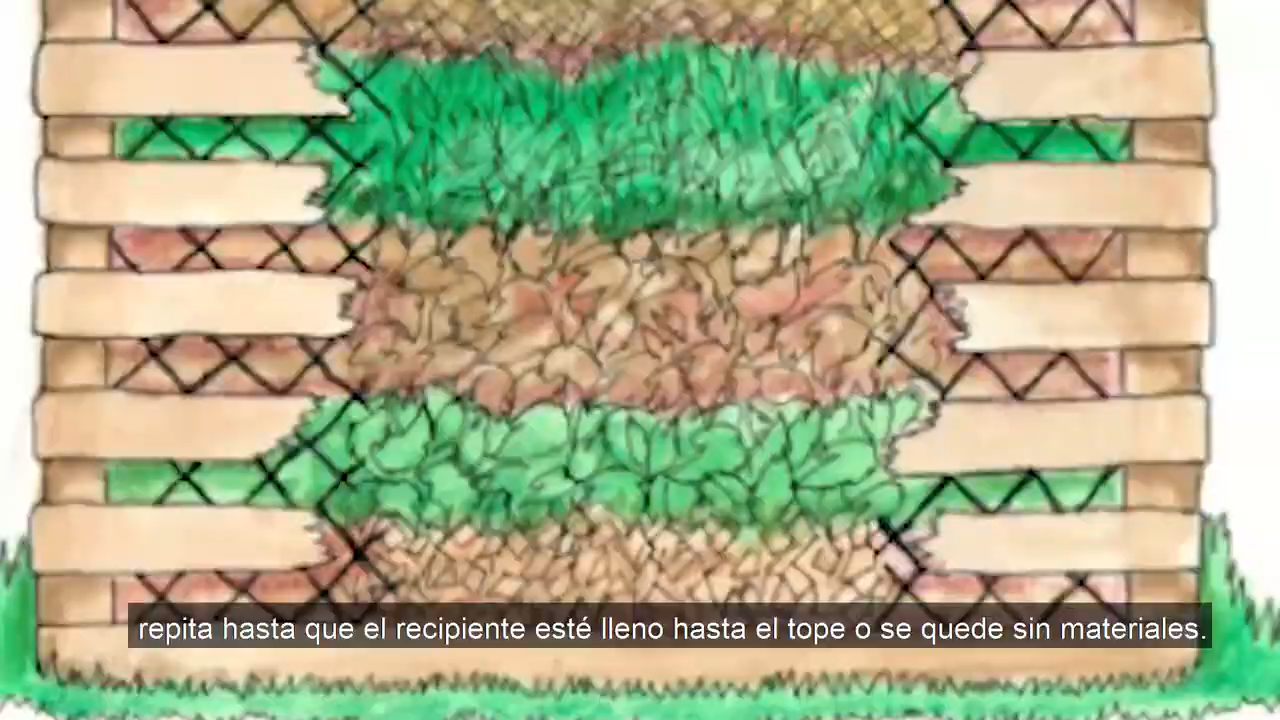 repita hasta que el recipiente esté lleno hasta el tope o se quede sin materiales.